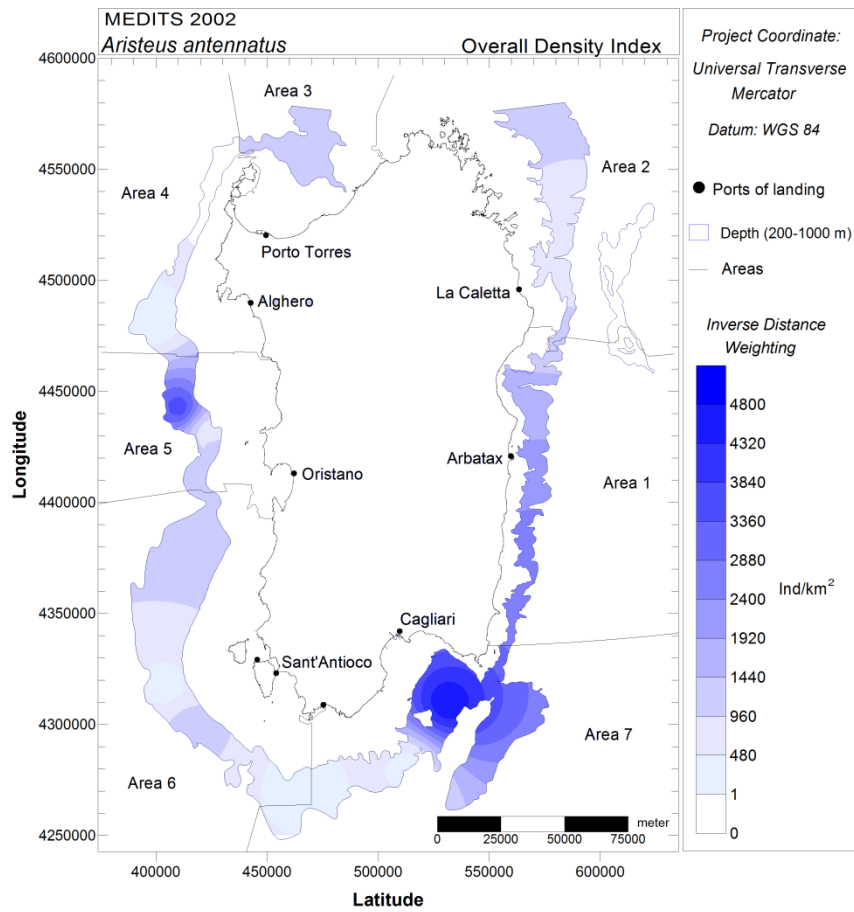 MEDITS 2002
Aristeus antennatus
Overall Density Index
4600000
4550000
4500000
4450000
4400000
4350000
4300000
4250000
Longitude
400000
450000
500000
550000
600000
Latitude
Area 3
Area 2
Area 4
Porto Torres
Alghero
La Caletta
Area 5
Oristano
Arbatax
Area 1
Cagliari
Sant'Antioco
Area 7
Area 6
meter
0
25000
50000
75000
Project Coordinate:
Universal Transverse
Mercator
Datum: WGS 84
Ports of landing
Depth (200-1000 m)
Areas
Inverse Distance
Weighting
4800
4320
3840
3360
2880
2400
1920
1440
960
480
1
0
Ind/km²